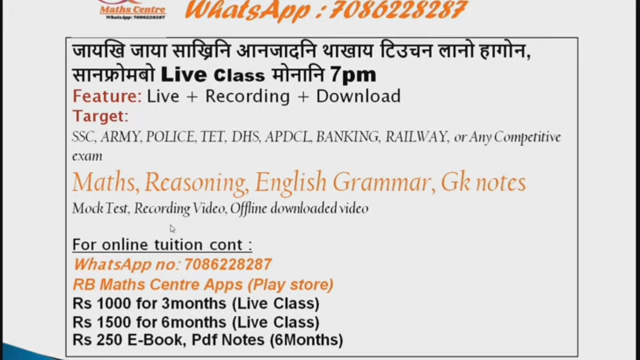 Maths Centre
WhatsApp: 7086228287
WhatsApp : 7086228287
जायखि जाया साख्रिनि आनजादनि थाखाय टिउचन लानो हागोन,
सानफ्रोमबो Live Class मोनानि 7pm
Feature: Live + Recording + Download
Target:
SSC, ARMY, POLICE, TET, DHS, APDCL, BANKING, RAILWAY, or Any Competitive
exam
Maths, Reasoning, English Grammar, Gk notes
Mock Test, Recording Video, Offline downloaded video
For online tuition cont :
WhatsApp no: 7086228287
RB Maths Centre Apps (Play store)
Rs 1000 for 3months (Live Class)
Rs 1500 for 6months (Live Class)
Rs 250 E-Book, Pdf Notes (6Months)